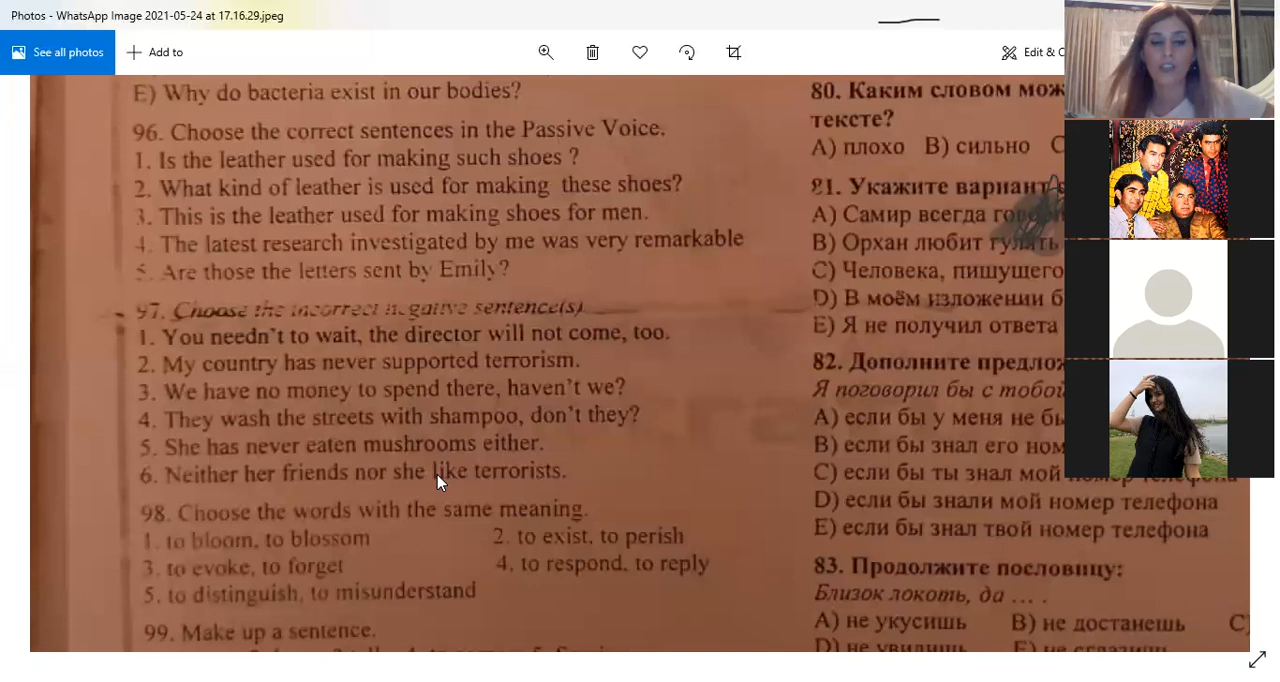 Photos - WhatsApp Image 2021-05-24 at 17.16.29.jpeg
See all photos
Add to
Edit & C
E) Why do bacteria exist in our bodies?
96. Choose the correct sentences in the Passive Voice.
1. Is the leather used for making such shoes ?
2. What kind of leather is used for making these shoes?
3. This is the leather used for making shoes for men.
4. The latest research investigated by me was very remarkable
5. Are those the letters sent by Emily?
97. Choose the incorrect negative sentence(s)
1. You needn't to wait, the director will not come, too.
2. My country has never supported terrorism.
3. We have no money to spend there, haven't we?
4. They wash the streets with shampoo, don't they?
5. She has never eaten mushrooms either.
6. Neither her friends nor she like terrorists.
98. Choose the words with the same meaning.
1. to bloom, to blossom 2. to exist, to perish
3. to evoke, to forget 4. to respond, to reply
5. to distinguish, to misunderstand
99. Make up a sentence.
80. Каким словом мож
тексте?
A) плохо B) сильно C
81. Укажите вариант
A) Самир всегда
B) Орхан любит гулять
C) Человека, пишущего
D) В моём изложении б
E) Я не получил ответа
82. Дополните предлож
Я поговорил бы с тобой
A) если бы у меня не бы
B) если бы знал его ном
C) если бы ты знал мой номер телефона
D) если бы знали мой номер телефона
E) если бы знал твой номер телефона
83. Продолжите пословицу:
Близок локоть, да ... .
A) не укусишь B) не достанешь C)